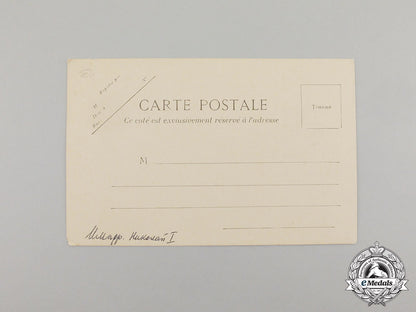 CARTE POSTALE
Ce côté est exclusivement réservé à l'adresse
Timbre
M
Николай I
eMedals